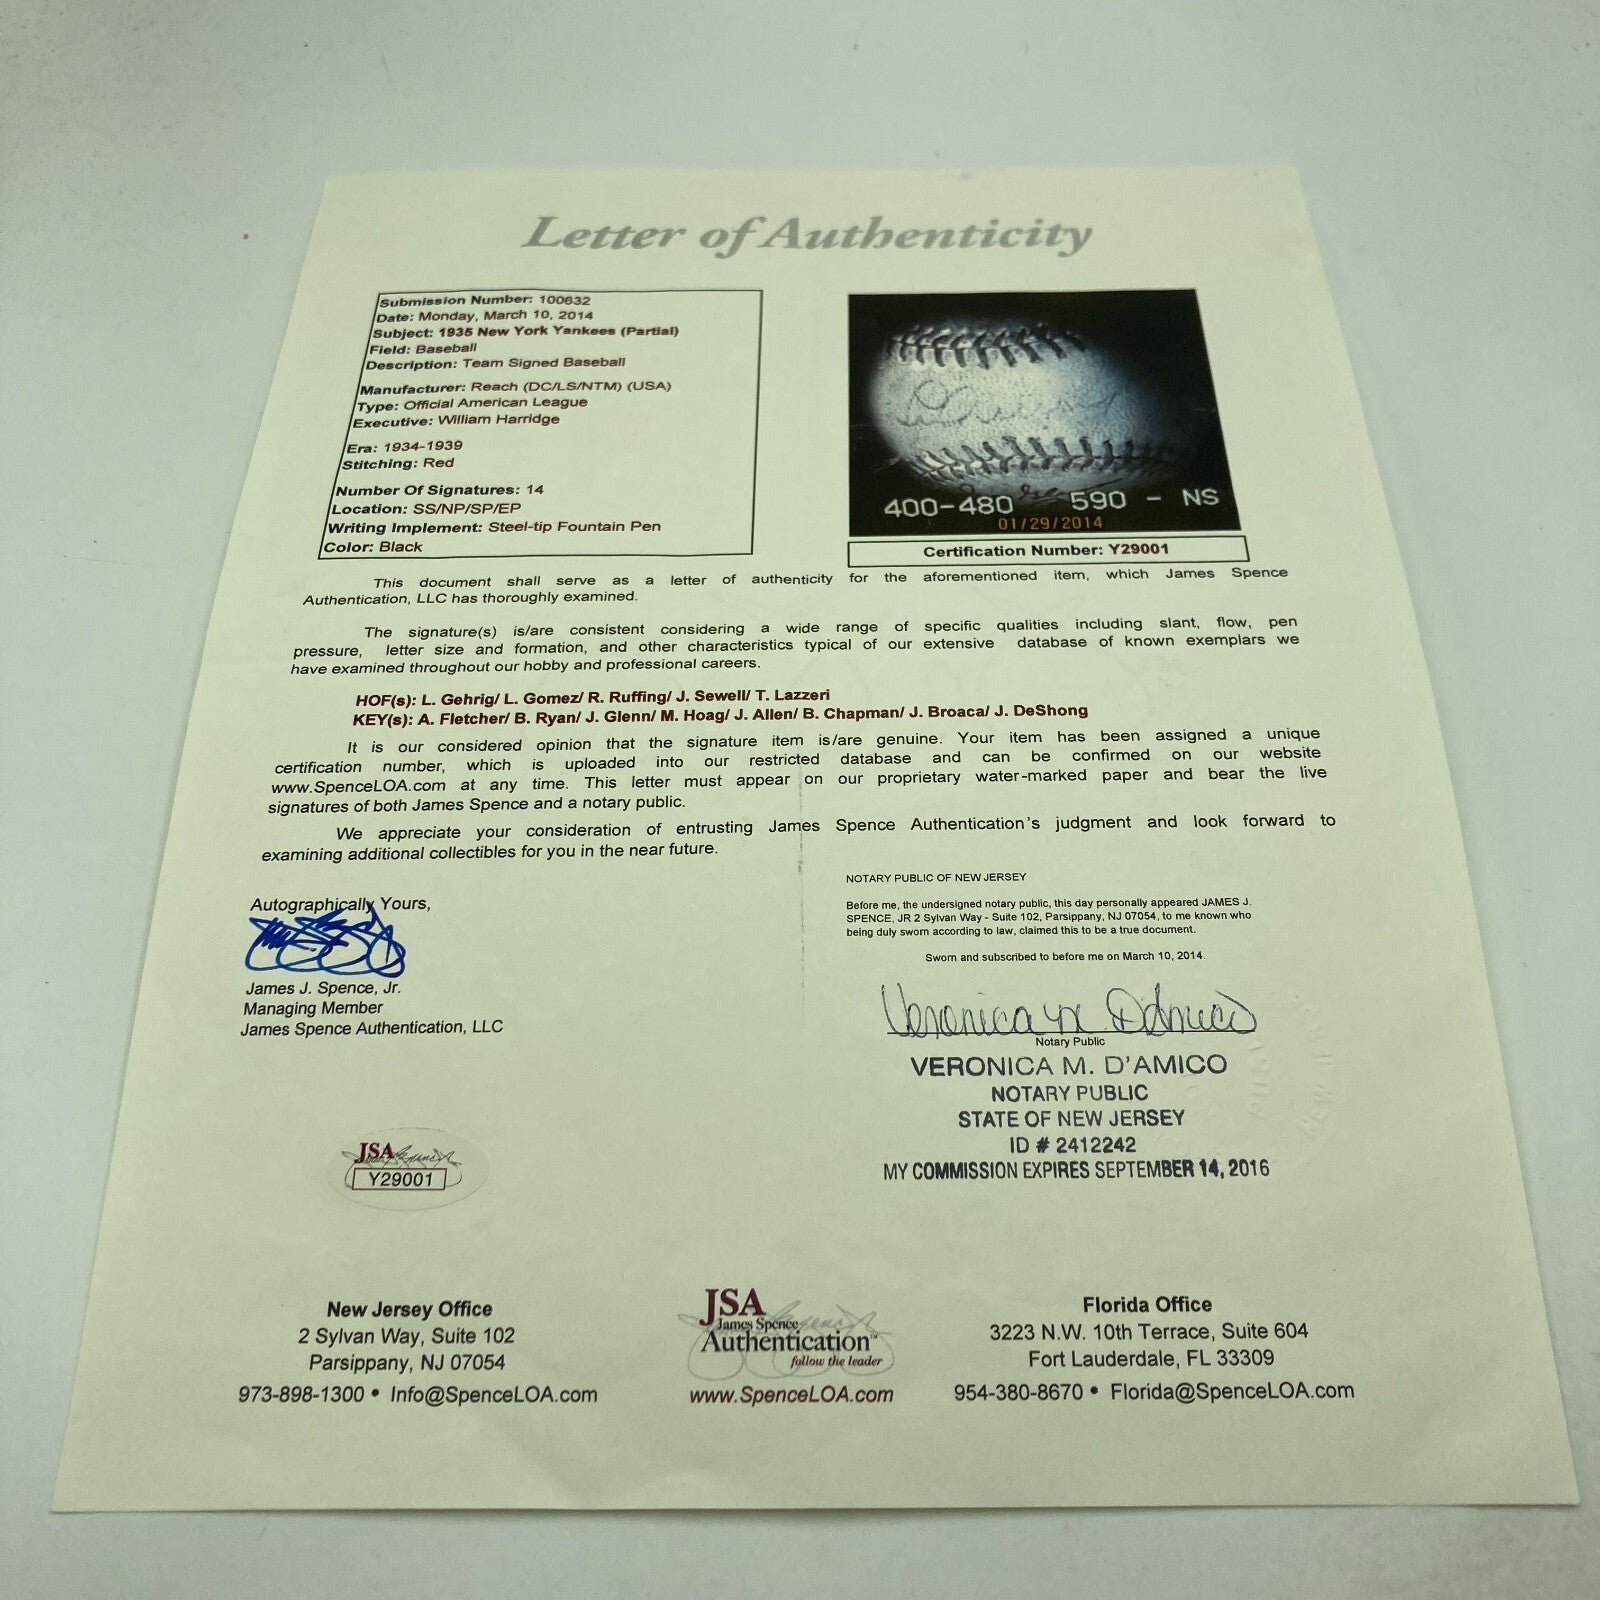 Letter of Authenticity
Submission Number: 100632
Date: Monday, March 10, 2014
Subject: 1935 New York Yankees (Partial)
Field: Baseball
Description: Team Signed Baseball
Manufacturer: Reach (DC/LS/NTM) (USA)
Type: Official American League
Executive: William Harridge
Era: 1934-1939
Stitching: Red
Number Of Signatures: 14
Location: SS/NP/SP/EP
Writing Implement: Steel-tip Fountain Pen
Color: Black
400-480 590 - NS
01/29/2014
Certification Number: Y29001
This document shall serve as a letter of authenticity for the aforementioned item, which James Spence
Authentication, LLC has thoroughly examined.
The signature(s) is/are consistent considering a wide range of specific qualities including slant, flow, pen
pressure, letter size and formation, and other characteristics typical of our extensive database of known exemplars we
have examined throughout our hobby and professional careers.
HOF(s): L. Gehrig/ L. Gomez/ R. Ruffing/ J. Sewell/ T. Lazzeri
KEY(s): A. Fletcher/ B. Ryan/ J. Glenn/ M. Hoag/ J. Allen/ B. Chapman/ J. Broaca/ J. DeShong
It is our considered opinion that the signature item is/are genuine. Your item has been assigned a unique
certification number, which is uploaded into our restricted database and can be confirmed on our website
www.SpenceLOA.com at any time. This letter must appear on our proprietary water-marked paper and bear the live
signatures of both James Spence and a notary public.
We appreciate your consideration of entrusting James Spence Authentication's judgment and look forward to
examining additional collectibles for you in the near future.
Autographically Yours,
James J. Spence, Jr.
Managing Member
James Spence Authentication, LLC
NOTARY PUBLIC OF NEW JERSEY
Before me, the undersigned notary public, this day personally appeared JAMES J.
SPENCE, JR 2 Sylvan Way - Suite 102, Parsippany, NJ 07054, to me known who
being duly sworn according to law, claimed this to be a true document.
Sworn and subscribed to before me on March 10, 2014.
Veronica M D'Amico
Notary Public
VERONICA M. D'AMICO
NOTARY PUBLIC
STATE OF NEW JERSEY
ID # 2412242
MY COMMISSION EXPIRES SEPTEMBER 14, 2016
JSA
Y29001
New Jersey Office
2 Sylvan Way, Suite 102
Parsippany, NJ 07054
973-898-1300 • Info@SpenceLOA.com
JSA
James Spence
Authentication™
follow the leader
www.SpenceLOA.com
Florida Office
3223 N.W. 10th Terrace, Suite 604
Fort Lauderdale, FL 33309
954-380-8670 • Florida@SpenceLOA.com